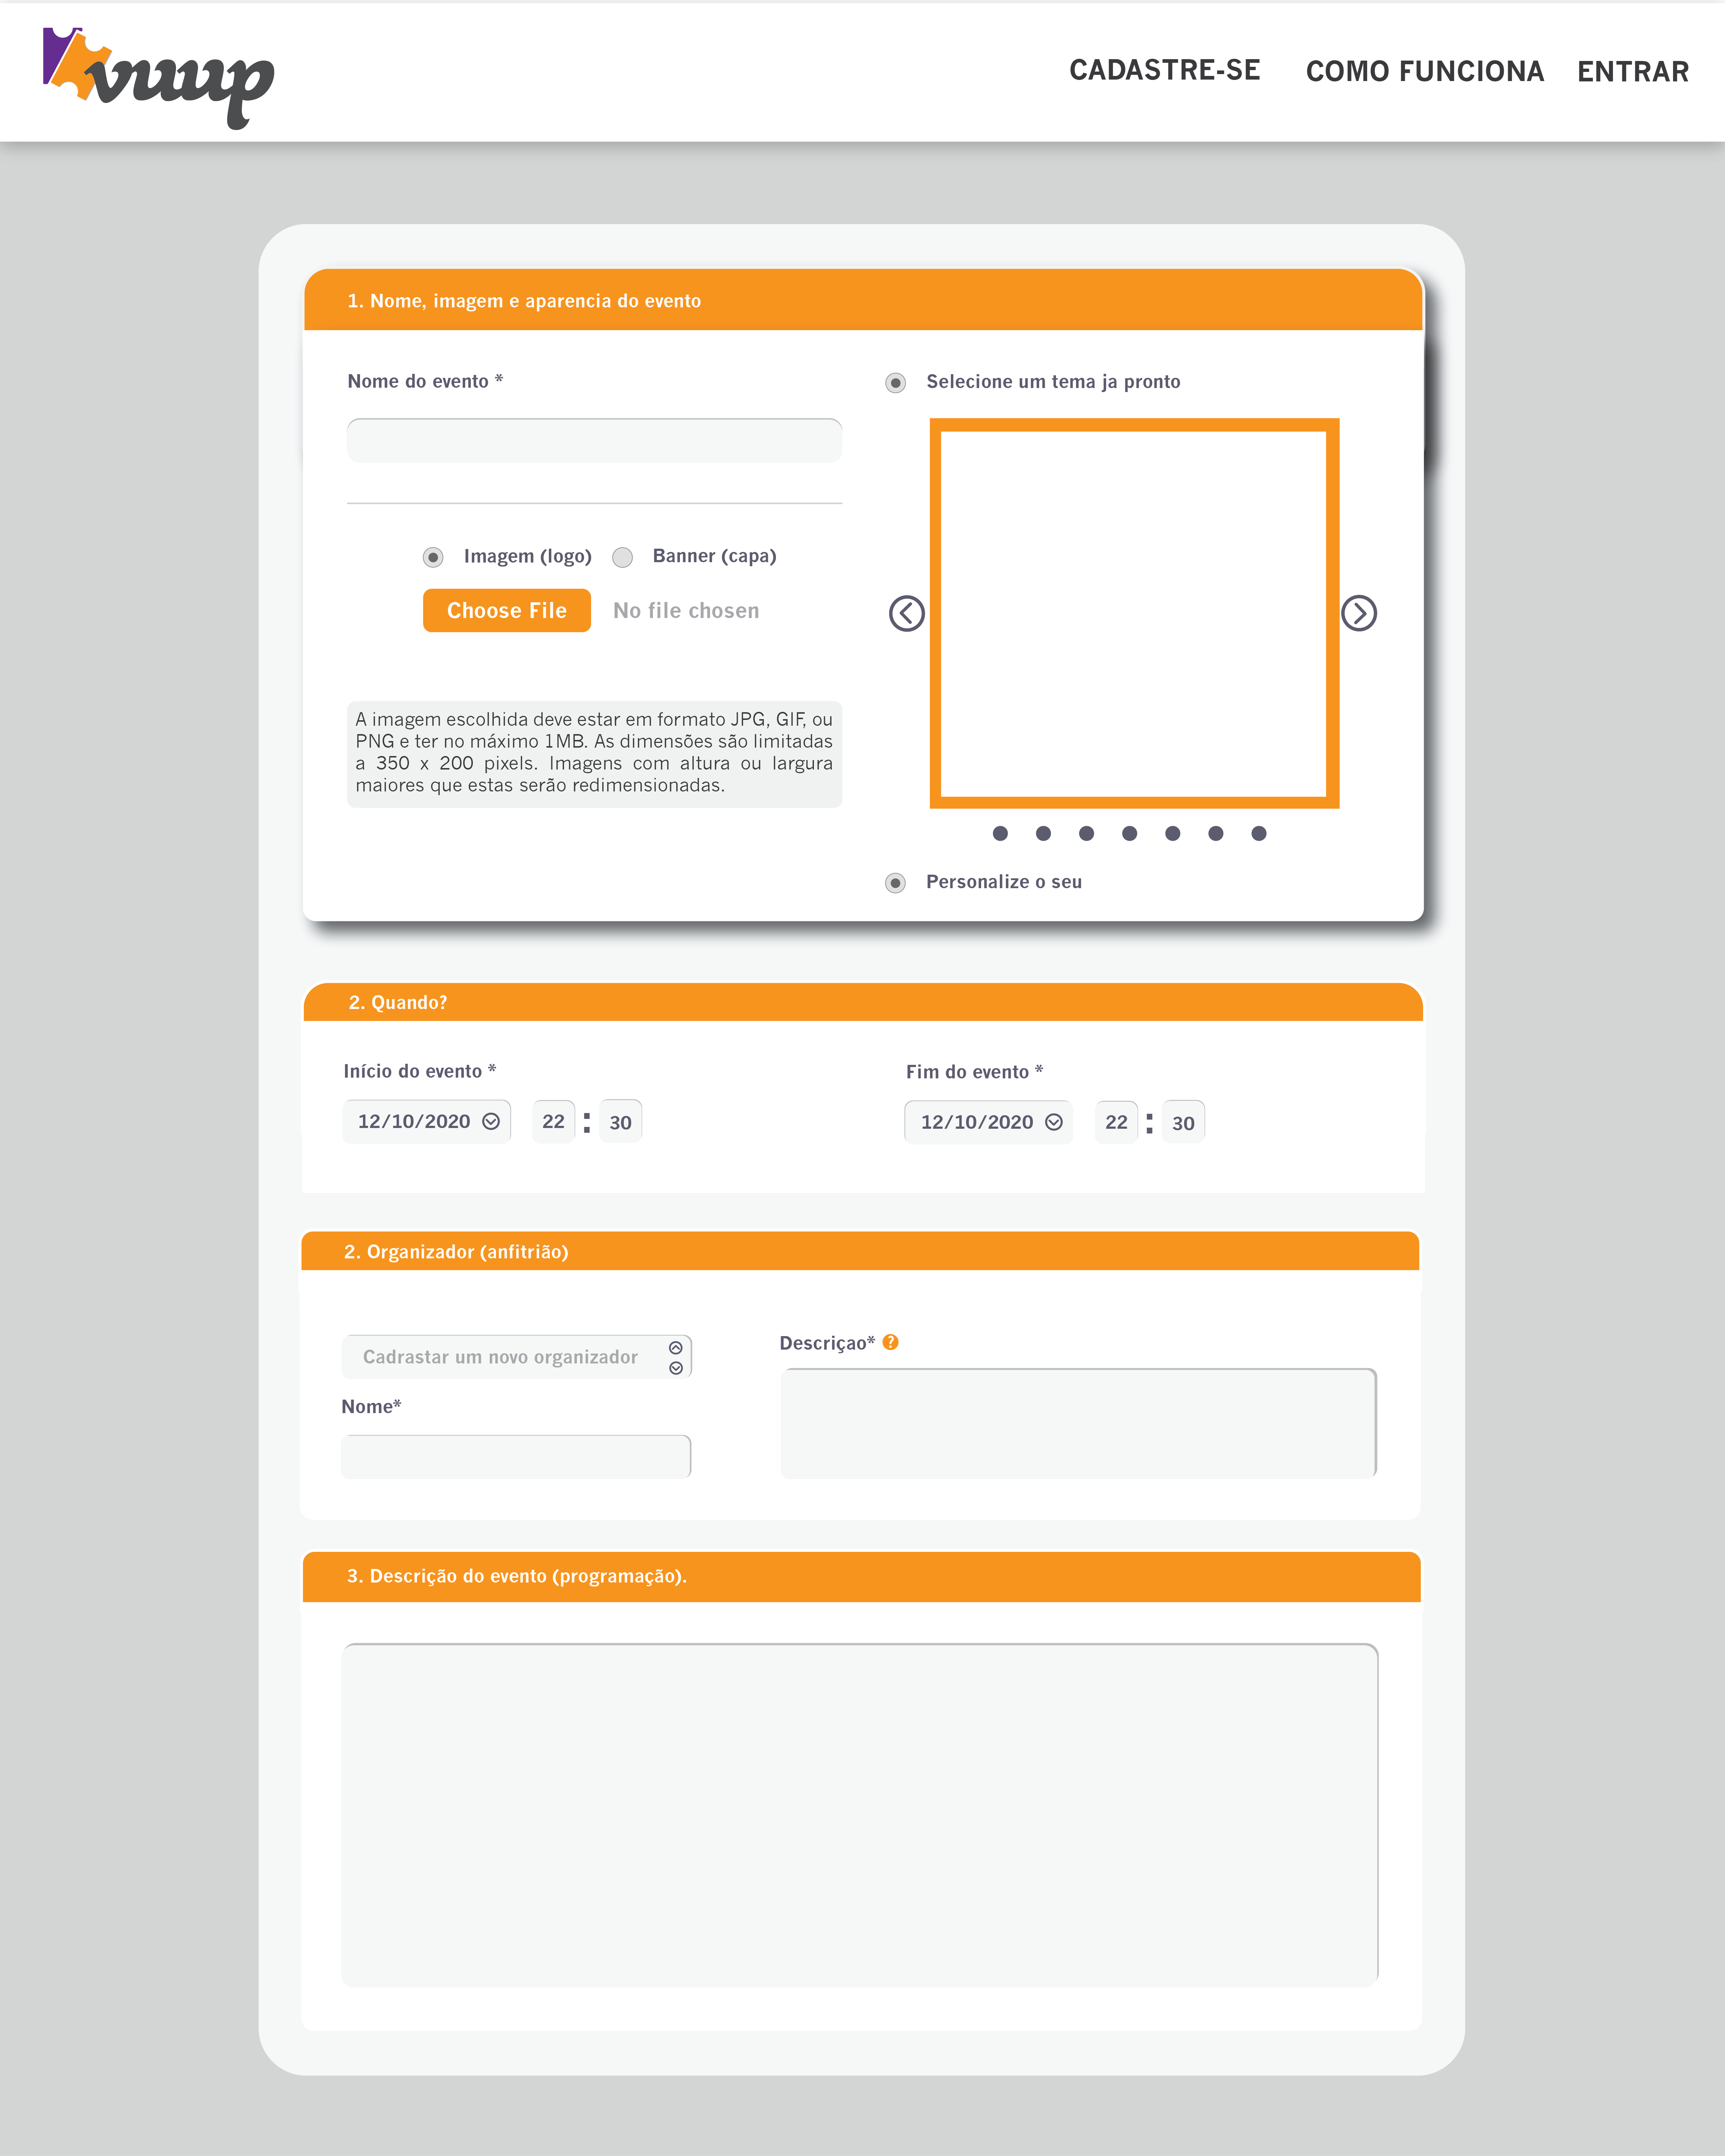 vuup
CADASTRE-SE
COMO FUNCIONA
ENTRAR
1. Nome, imagem e aparencia do evento
Nome do evento *
Imagem (logo)
Banner (capa)
Choose File
No file chosen
A imagem escolhida deve estar em formato JPG, GIF, ou
PNG e ter no máximo 1MB. As dimensões são limitadas
a 350 x 200 pixels. Imagens com altura ou largura
maiores que estas serão redimensionadas.
Selecione um tema ja pronto
Personalize o seu
2. Quando?
Início do evento *
12/10/2020
22 : 30
Fim do evento *
12/10/2020
22 : 30
2. Organizador (anfitrião)
Cadrastar um novo organizador
Nome*
Descriçao* ?
3. Descrição do evento (programação).